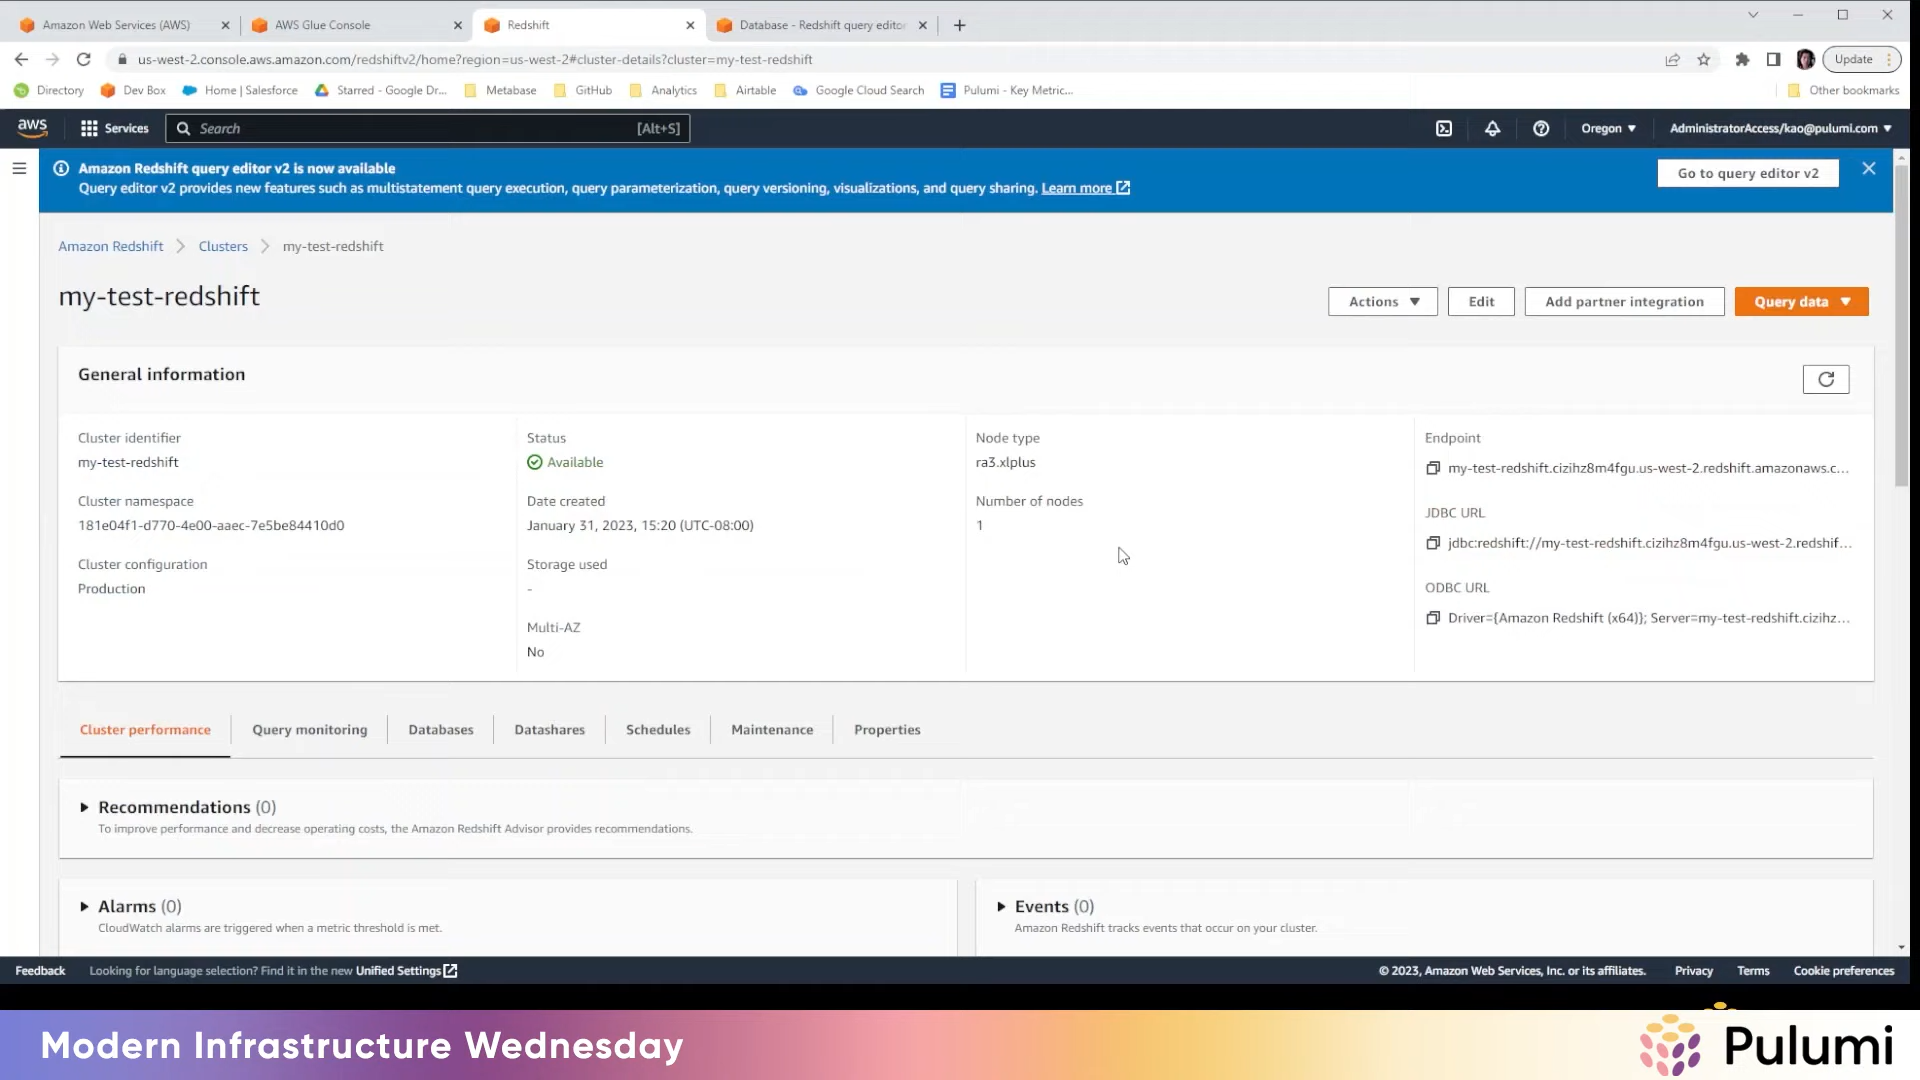 Amazon Web Services (AWS)
AWS Glue Console
Redshift
Database - Redshift query editor
us-west-2.console.aws.amazon.com/redshiftv2/home?region=us-west-2#cluster-details?cluster=my-test-redshift
Update
Directory
Dev Box
Home | Salesforce
Starred - Google Dr...
Metabase
GitHub
Analytics
Airtable
Google Cloud Search
Pulumi - Key Metric...
Other bookmarks
aws
Services
Search
[Alt+S]
Oregon
AdministratorAccess/kao@pulumi.com
Amazon Redshift query editor v2 is now available
Query editor v2 provides new features such as multistatement query execution, query parameterization, query versioning, visualizations, and query sharing. Learn more
Go to query editor v2
Amazon Redshift
Clusters
my-test-redshift
my-test-redshift
Actions
Edit
Add partner integration
Query data
General information
Cluster identifier
my-test-redshift
Cluster namespace
181e04f1-d770-4e00-aaec-7e5be84410d0
Cluster configuration
Production
Status
Available
Date created
January 31, 2023, 15:20 (UTC-08:00)
Storage used
-
Multi-AZ
No
Node type
ra3.xlplus
Number of nodes
1
Endpoint
my-test-redshift.cizihz8m4fgu.us-west-2.redshift.amazonaws.c...
JDBC URL
jdbc:redshift://my-test-redshift.cizihz8m4fgu.us-west-2.redshif...
ODBC URL
Driver={Amazon Redshift (x64)}; Server=my-test-redshift.cizihz...
Cluster performance
Query monitoring
Databases
Datashares
Schedules
Maintenance
Properties
Recommendations (0)
To improve performance and decrease operating costs, the Amazon Redshift Advisor provides recommendations.
Alarms (0)
CloudWatch alarms are triggered when a metric threshold is met.
Events (0)
Amazon Redshift tracks events that occur on your cluster.
Feedback
Looking for language selection? Find it in the new Unified Settings
© 2023, Amazon Web Services, Inc. or its affiliates.
Privacy
Terms
Cookie preferences
Modern Infrastructure Wednesday
Pulumi